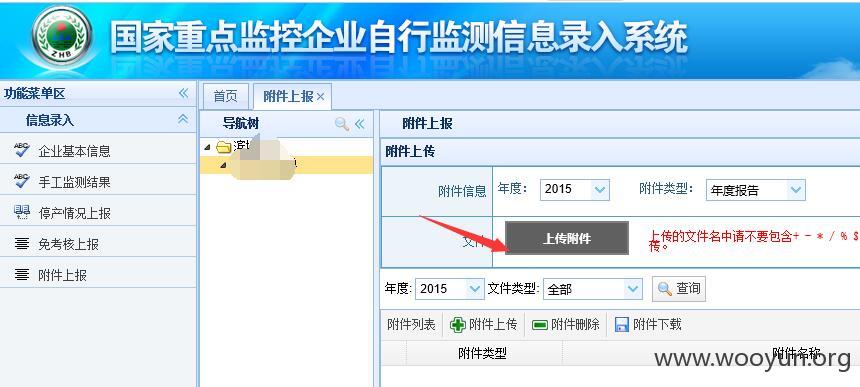 ZHB
国家重点监控企业自行监测信息录入系统
功能菜单区
信息录入
ABC 企业基本信息
ABC 手工监测结果
停产情况上报
免考核上报
附件上报
首页 附件上报 ×
导航树
附件上报
附件上传
附件信息 年度: 2015 附件类型: 年度报告
文件 上传附件 上传的文件名中请不要包含+ - * / % $
传。
年度: 2015 文件类型: 全部 查询
附件列表 附件上传 附件删除 附件下载
附件类型 附件名称
www.wooyun.org